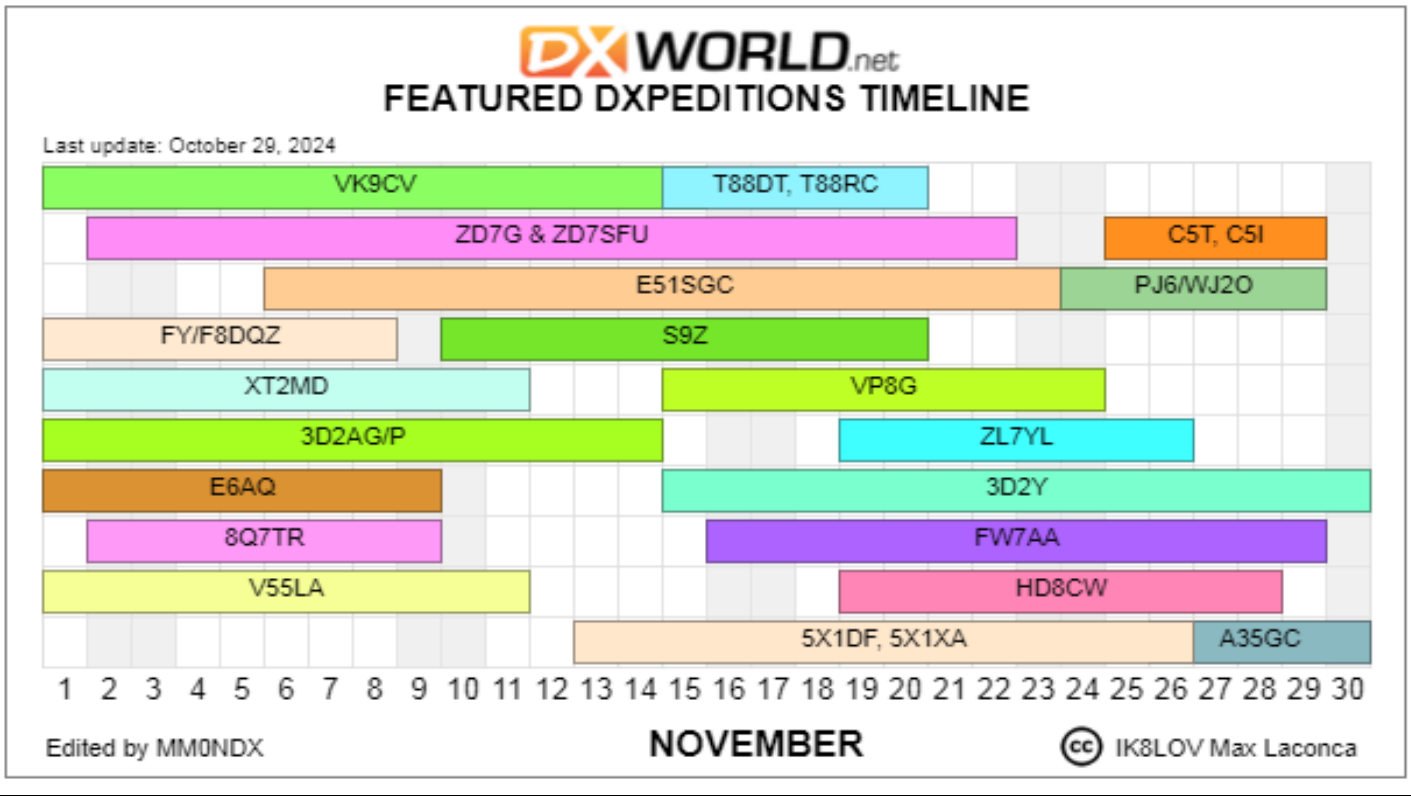 DX WORLD.net
FEATURED DXPEDITIONS TIMELINE
Last update: October 29, 2024
VK9CV T88DT, T88RC
ZD7G & ZD7SFU C5T, C5I
E51SGC PJ6/WJ2O
FY/F8DQZ S9Z
XT2MD VP8G
3D2AG/P ZL7YL
E6AQ 3D2Y
8Q7TR FW7AA
V55LA HD8CW
5X1DF, 5X1XA A35GC
1 2 3 4 5 6 7 8 9 10 11 12 13 14 15 16 17 18 19 20 21 22 23 24 25 26 27 28 29 30
Edited by MM0NDX NOVEMBER cc IK8LOV Max Laconca